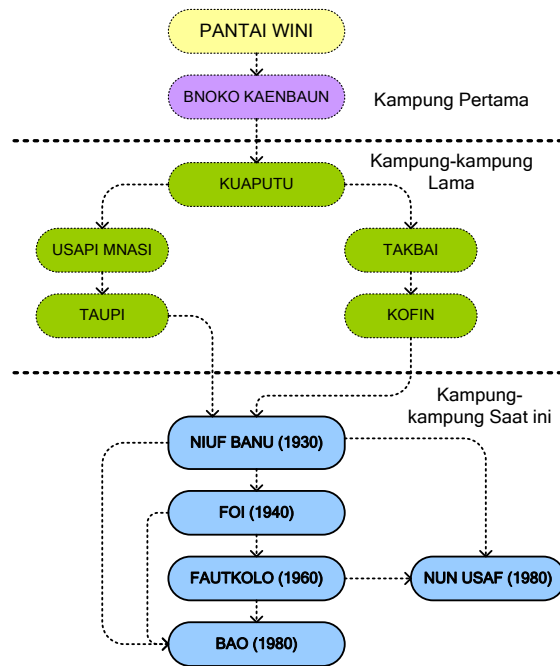 PANTAI WINI
BNOKO KAENBAUN
Kampung Pertama
Kampung-kampung
Lama
KUAPUTU
USAPI MNASI
TAKBAI
TAUPI
KOFIN
Kampung-
kampung Saat ini
NIUF BANU (1930)
FOI (1940)
FAUTKOLO (1960)
NUN USAF (1980)
BAO (1980)